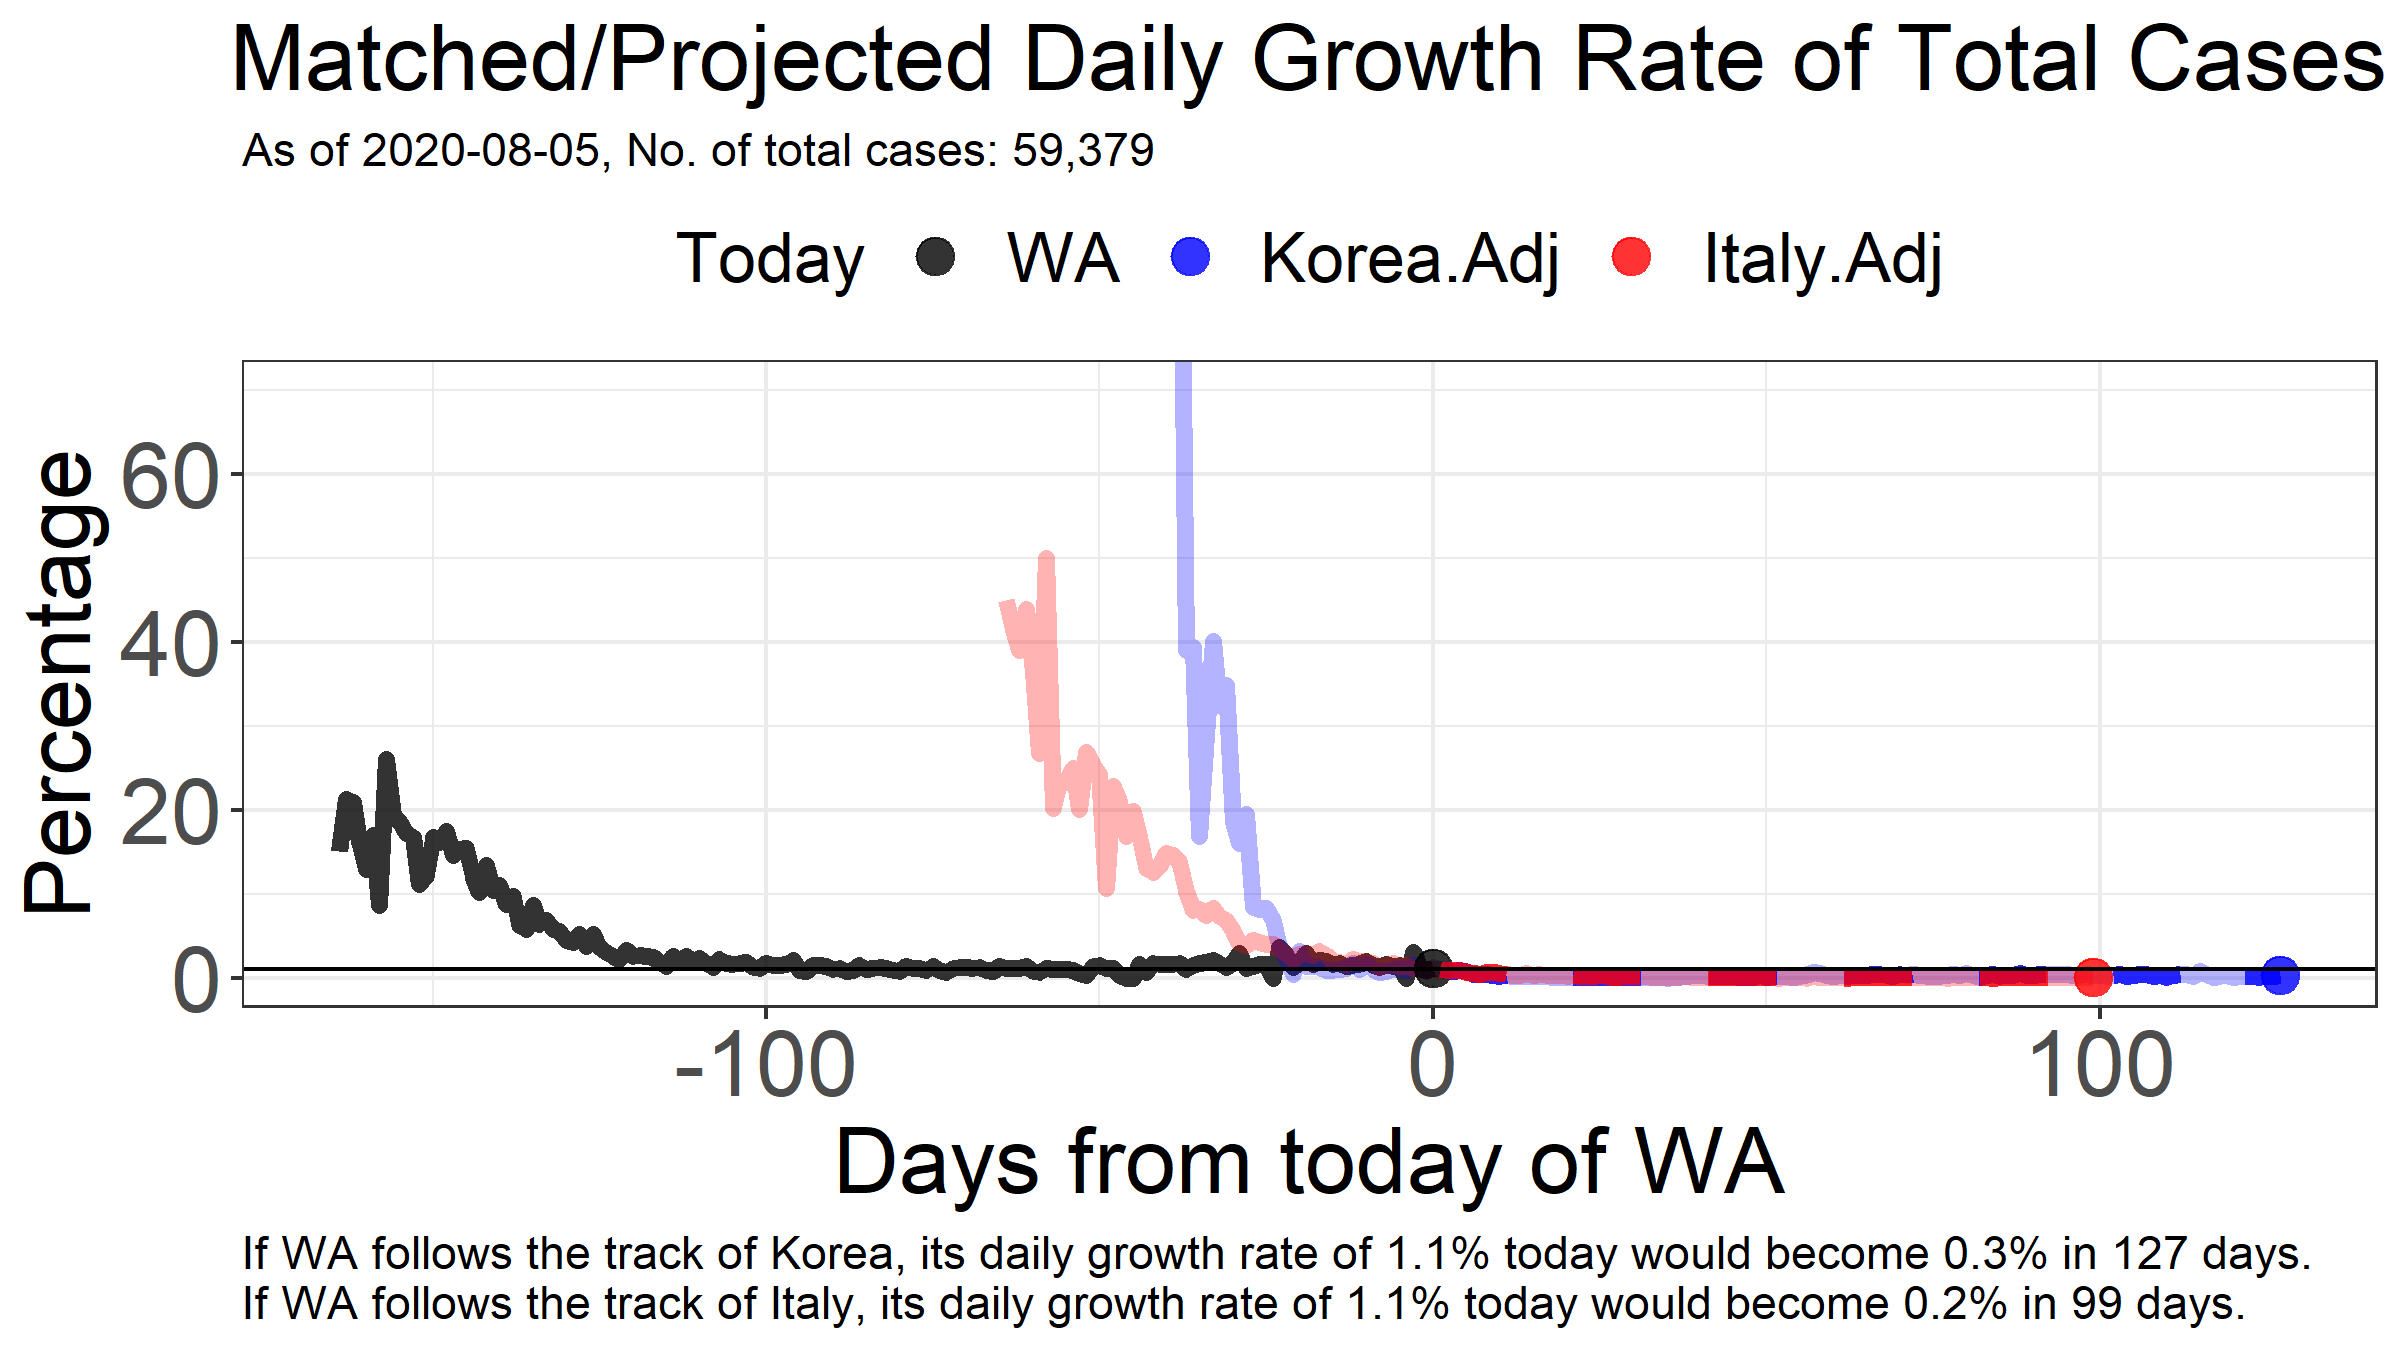 Matched/Projected Daily Growth Rate of Total Cases
As of 2020-08-05, No. of total cases: 59,379
Today WA Korea.Adj Italy.Adj
Percentage
60
40
20
0
-100 0 100
Days from today of WA
If WA follows the track of Korea, its daily growth rate of 1.1% today would become 0.3% in 127 days.
If WA follows the track of Italy, its daily growth rate of 1.1% today would become 0.2% in 99 days.